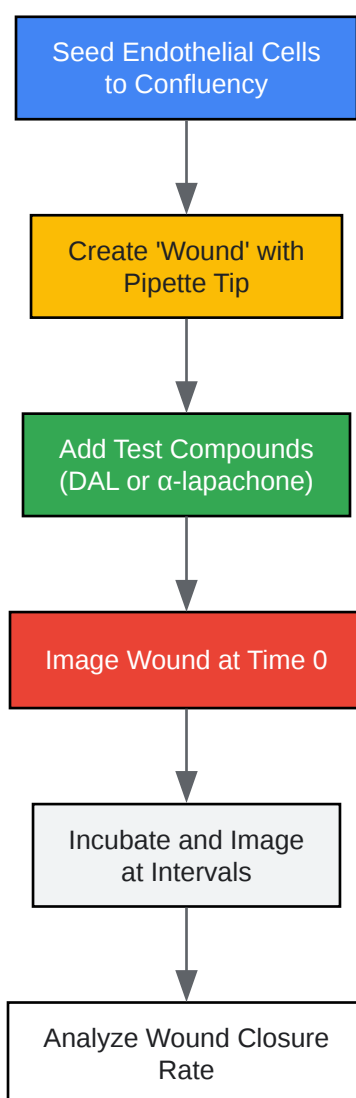 Seed Endothelial Cells
to Confluency
Create 'Wound' with
Pipette Tip
Add Test Compounds
(DAL or α-lapachone)
Image Wound at Time 0
Incubate and Image
at Intervals
Analyze Wound Closure
Rate